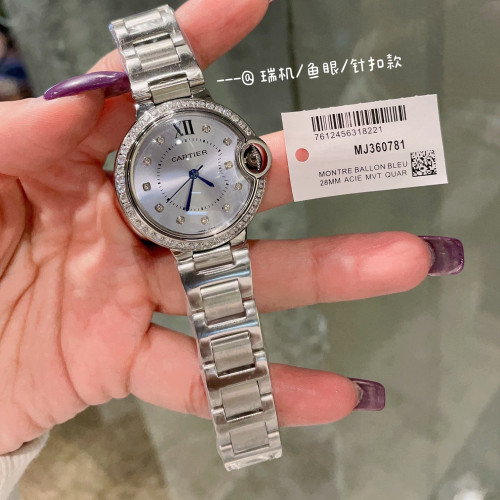 ---@ 瑞机/鱼眼/针扣款
7612456318221
MJ360781
MONTRE BALLON BLEU
28MM ACIE MVT QUAR
XII
CARTIER